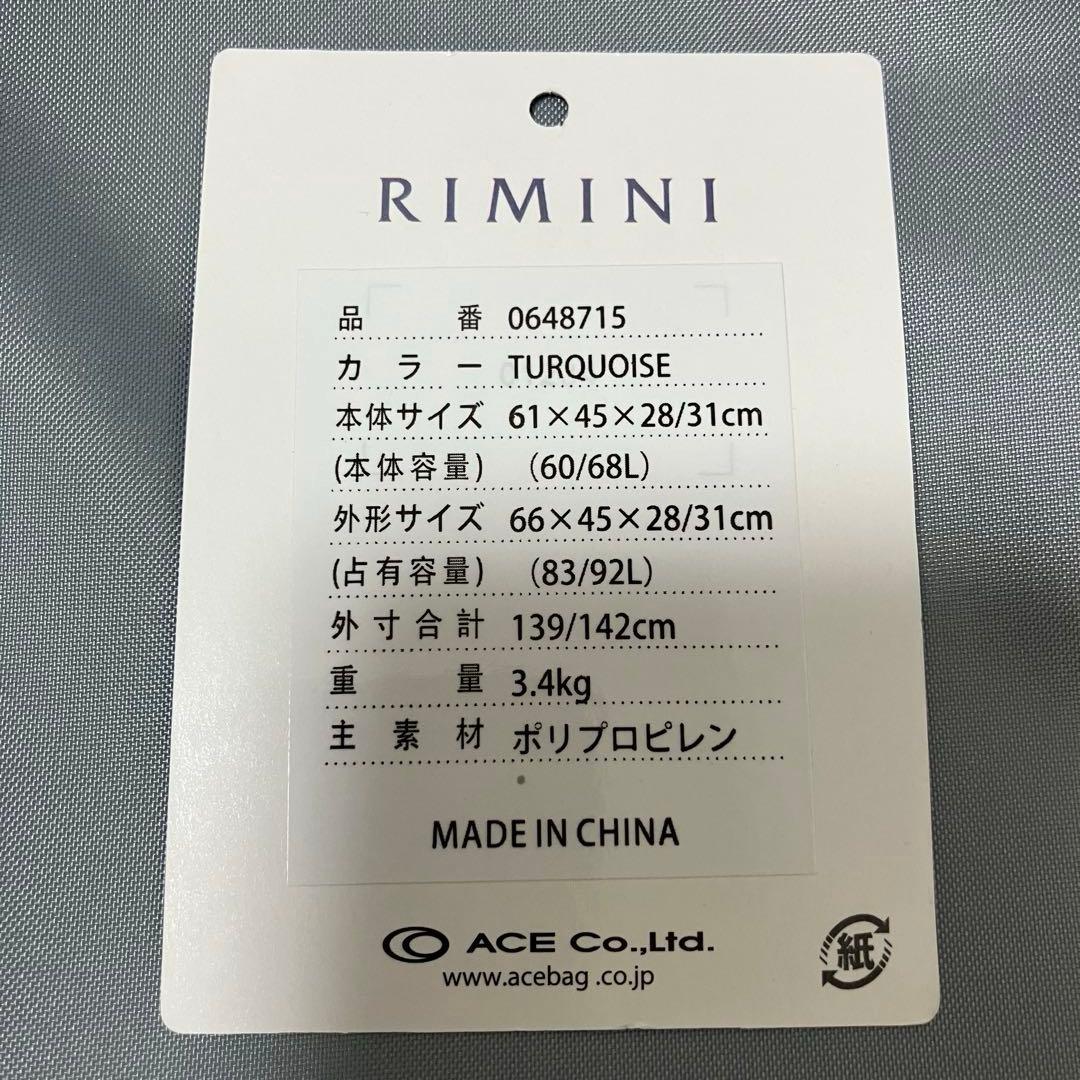 RIMINI
品番 0648715
カラー TURQUOISE
本体サイズ 61×45×28/31cm
(本体容量) (60/68L)
外形サイズ 66×45×28/31cm
(占有容量) (83/92L)
外寸合計 139/142cm
重量 3.4kg
主素材 ポリプロピレン
MADE IN CHINA
ACE Co.,Ltd.
www.acebag .co.jp
紙